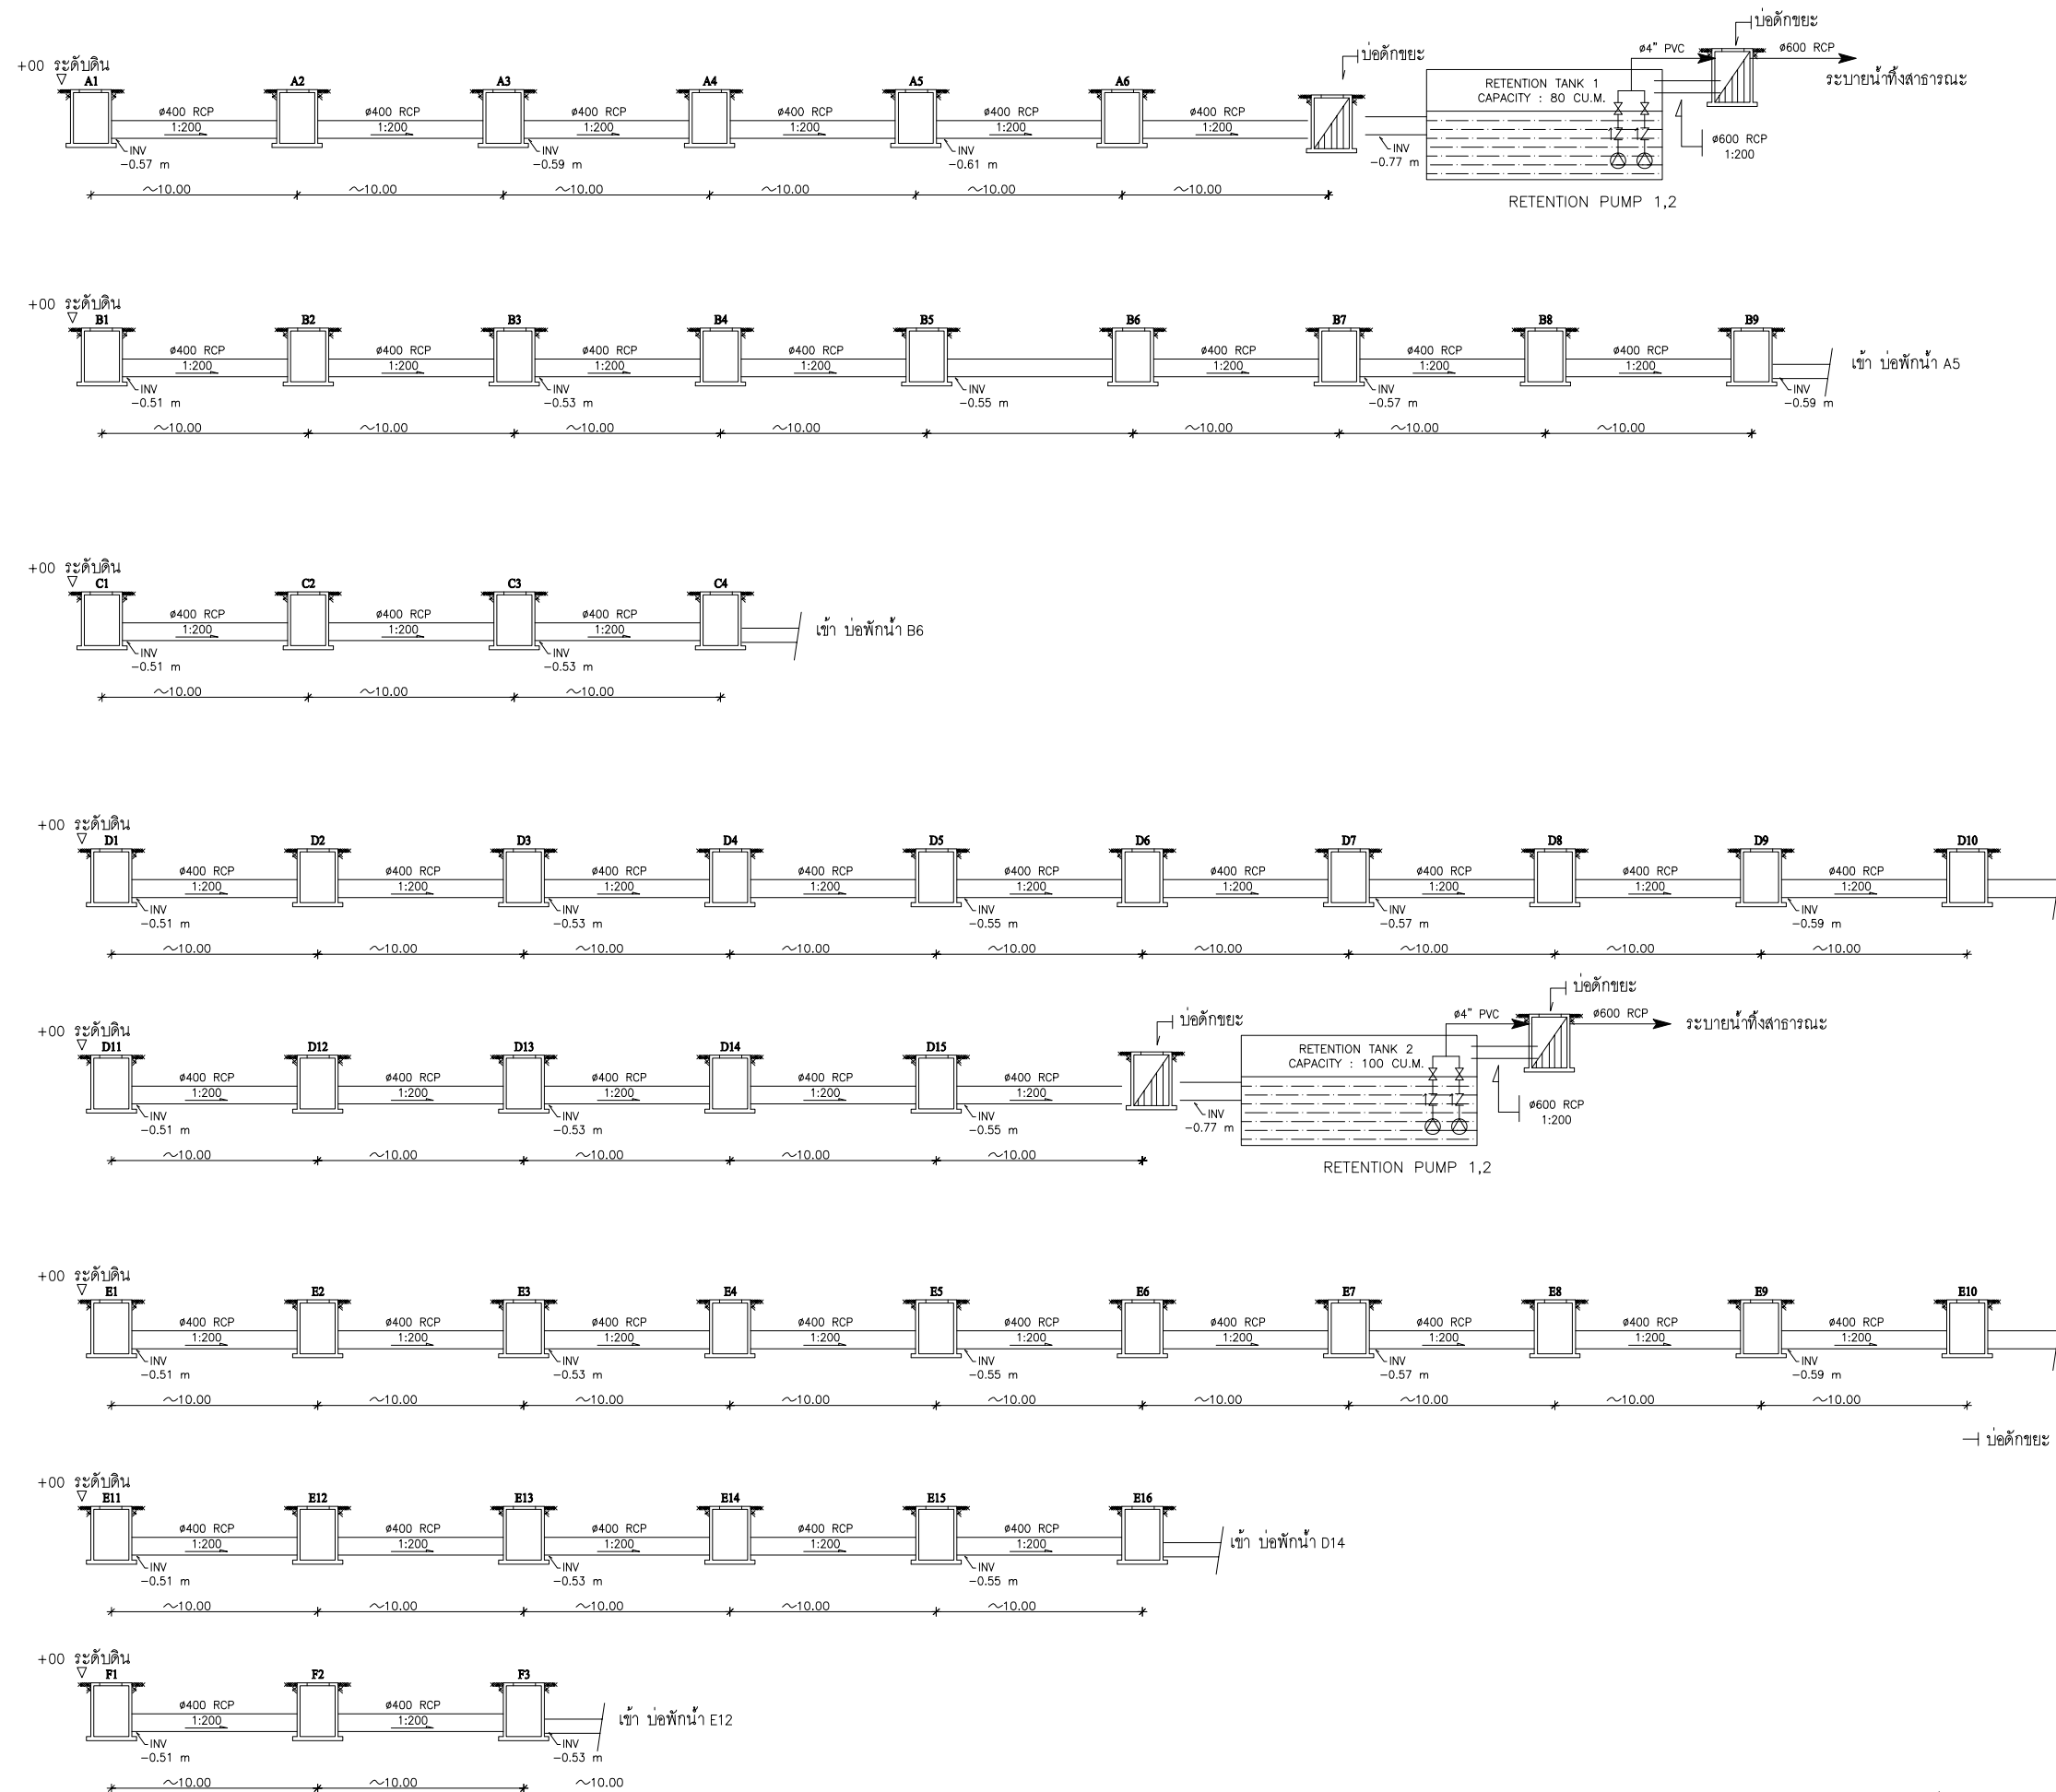 บ่อดักขยะ
บ่อดักขยะ
ø4" PVC
ø600 RCP
ระบายน้ำทิ้งสาธารณะ
+00 ระดับดิน
A1 A2 A3 A4 A5 A6
RETENTION TANK 1
CAPACITY : 80 CU.M.
ø400 RCP ø400 RCP ø400 RCP ø400 RCP ø400 RCP ø400 RCP
1:200 1:200 1:200 1:200 1:200 1:200
ø600 RCP
1:200
INV INV INV INV
-0.57 m -0.59 m -0.61 m -0.77 m
~10.00 ~10.00 ~10.00 ~10.00 ~10.00 ~10.00
RETENTION PUMP 1,2
+00 ระดับดิน
B1 B2 B3 B4 B5 B6 B7 B8 B9
ø400 RCP ø400 RCP ø400 RCP ø400 RCP ø400 RCP ø400 RCP ø400 RCP
1:200 1:200 1:200 1:200 1:200 1:200 1:200
เข้า บ่อพักน้ำ A5
INV INV INV INV INV
-0.51 m -0.53 m -0.55 m -0.57 m -0.59 m
~10.00 ~10.00 ~10.00 ~10.00 ~10.00 ~10.00 ~10.00
+00 ระดับดิน
C1 C2 C3 C4
ø400 RCP ø400 RCP ø400 RCP
1:200 1:200 1:200
เข้า บ่อพักน้ำ B6
INV INV
-0.51 m -0.53 m
~10.00 ~10.00 ~10.00
+00 ระดับดิน
D1 D2 D3 D4 D5 D6 D7 D8 D9 D10
ø400 RCP ø400 RCP ø400 RCP ø400 RCP ø400 RCP ø400 RCP ø400 RCP ø400 RCP ø400 RCP
1:200 1:200 1:200 1:200 1:200 1:200 1:200 1:200 1:200
INV INV INV INV INV
-0.51 m -0.53 m -0.55 m -0.57 m -0.59 m
~10.00 ~10.00 ~10.00 ~10.00 ~10.00 ~10.00 ~10.00 ~10.00 ~10.00
บ่อดักขยะ
บ่อดักขยะ
ø4" PVC
ø600 RCP
ระบายน้ำทิ้งสาธารณะ
+00 ระดับดิน
D11 D12 D13 D14 D15
RETENTION TANK 2
CAPACITY : 100 CU.M.
ø400 RCP ø400 RCP ø400 RCP ø400 RCP ø400 RCP
1:200 1:200 1:200 1:200 1:200
ø600 RCP
1:200
INV INV INV INV
-0.51 m -0.53 m -0.55 m -0.77 m
~10.00 ~10.00 ~10.00 ~10.00 ~10.00
RETENTION PUMP 1,2
+00 ระดับดิน
E1 E2 E3 E4 E5 E6 E7 E8 E9 E10
ø400 RCP ø400 RCP ø400 RCP ø400 RCP ø400 RCP ø400 RCP ø400 RCP ø400 RCP ø400 RCP
1:200 1:200 1:200 1:200 1:200 1:200 1:200 1:200 1:200
INV INV INV INV INV
-0.51 m -0.53 m -0.55 m -0.57 m -0.59 m
~10.00 ~10.00 ~10.00 ~10.00 ~10.00 ~10.00 ~10.00 ~10.00 ~10.00
บ่อดักขยะ
+00 ระดับดิน
E11 E12 E13 E14 E15 E16
ø400 RCP ø400 RCP ø400 RCP ø400 RCP ø400 RCP
1:200 1:200 1:200 1:200 1:200
เข้า บ่อพักน้ำ D14
INV INV INV
-0.51 m -0.53 m -0.55 m
~10.00 ~10.00 ~10.00 ~10.00 ~10.00
+00 ระดับดิน
F1 F2 F3
ø400 RCP ø400 RCP
1:200 1:200
เข้า บ่อพักน้ำ E12
INV INV
-0.51 m -0.53 m
~10.00 ~10.00 ~10.00